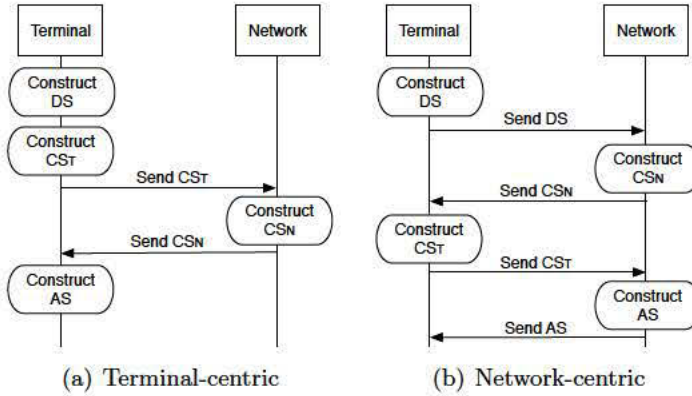 Terminal
Network
Construct
DS
Construct
CST
Send CST
Construct
CSN
Send CSN
Construct
AS
(a) Terminal-centric
Terminal
Network
Construct
DS
Send DS
Construct
CSN
Send CSN
Construct
CST
Send CST
Construct
AS
Send AS
(b) Network-centric